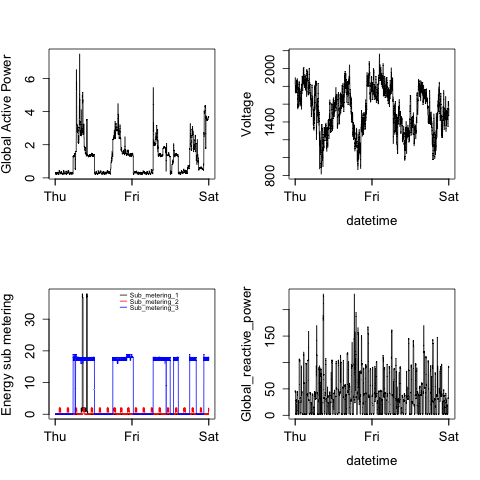 Global Active Power
0 2 4 6
Thu Fri Sat
Voltage
800 1400 2000
Thu Fri Sat
datetime
Energy sub metering
0 10 20 30
Sub_metering_1
Sub_metering_2
Sub_metering_3
Thu Fri Sat
Global_reactive_power
0 50 150
Thu Fri Sat
datetime